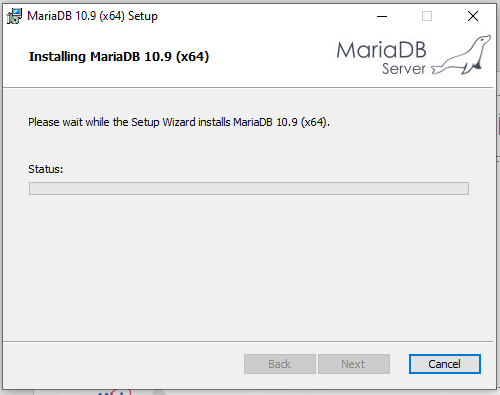 MariaDB 10.9 (x64) Setup
Installing MariaDB 10.9 (x64)
MariaDB
Server
Please wait while the Setup Wizard installs MariaDB 10.9 (x64).
Status:
Back
Next
Cancel